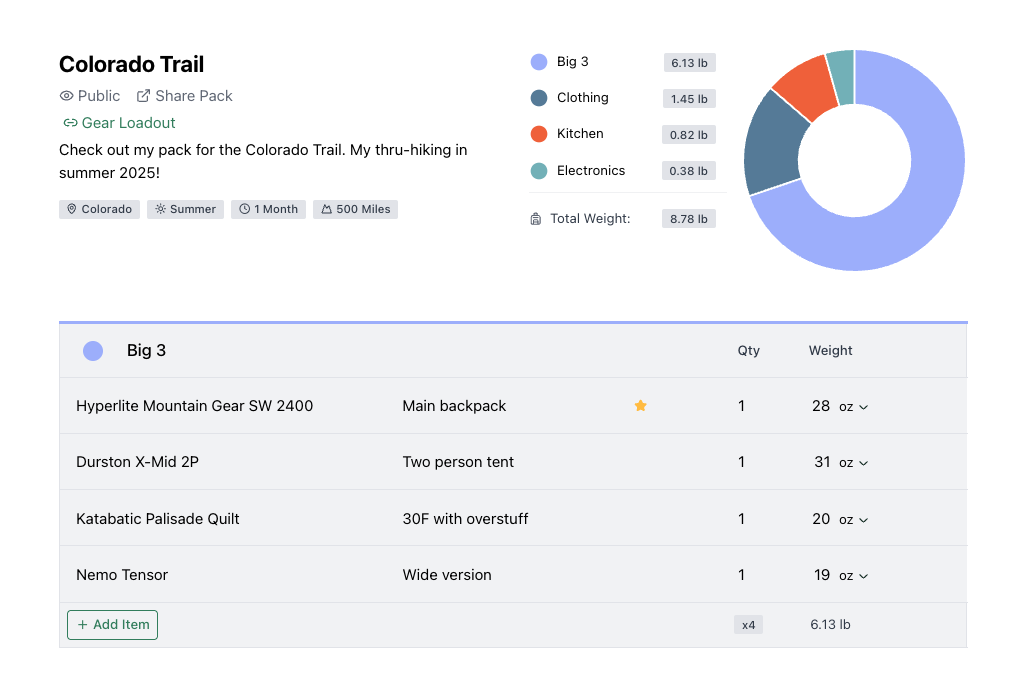 Colorado Trail
Public Share Pack
Gear Loadout
Check out my pack for the Colorado Trail. My thru-hiking in
summer 2025!
Colorado Summer 1 Month 500 Miles
Big 3 6.13 lb
Clothing 1.45 lb
Kitchen 0.82 lb
Electronics 0.38 lb
Total Weight: 8.78 lb
Big 3 Qty Weight
Hyperlite Mountain Gear SW 2400 Main backpack 1 28 oz
Durston X-Mid 2P Two person tent 1 31 oz
Katabatic Palisade Quilt 30F with overstuff 1 20 oz
Nemo Tensor Wide version 1 19 oz
+ Add Item x4 6.13 lb